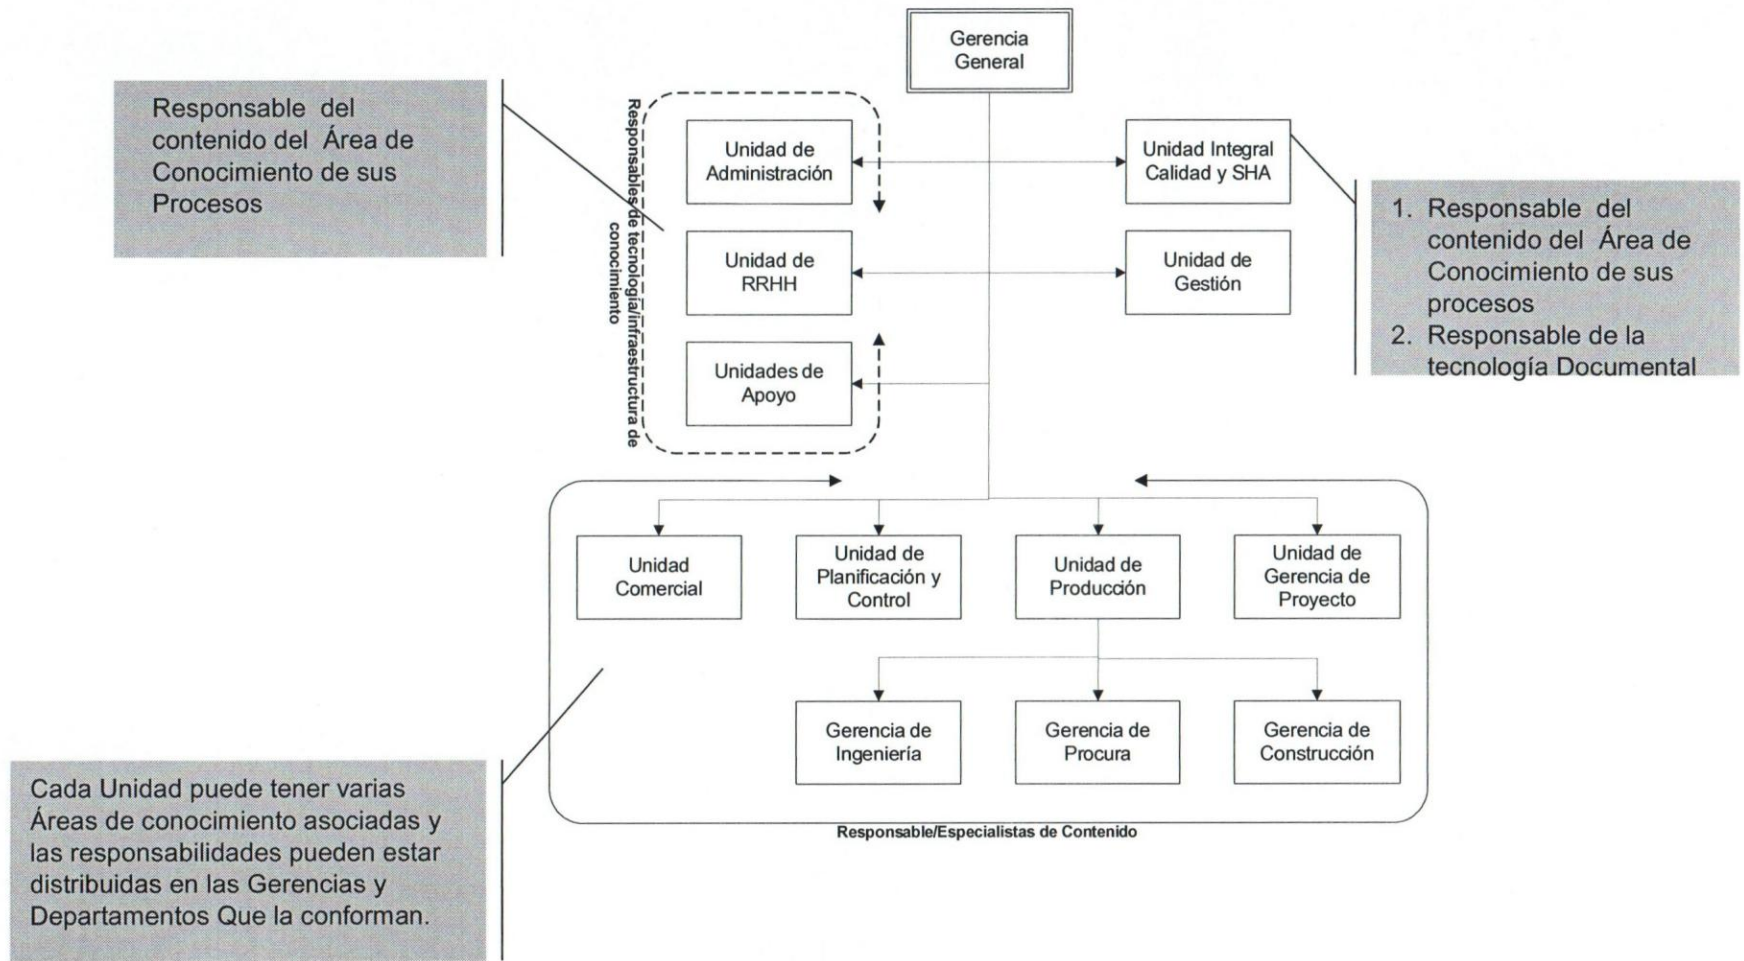 Gerencia
General
Responsable del
contenido del Área de
Conocimiento de sus
Procesos
Responsables de tecnología/infraestructura de
conocimiento
Unidad de
Administración
Unidad Integral
Calidad y SHA
Unidad de
RRHH
Unidad de
Gestión
Unidades de
Apoyo
1. Responsable del
contenido del Área de
Conocimiento de sus
procesos
2. Responsable de la
tecnología Documental
Unidad
Comercial
Unidad de
Planificación y
Control
Unidad de
Producción
Unidad de
Gerencia de
Proyecto
Gerencia de
Ingeniería
Gerencia de
Procura
Gerencia de
Construcción
Responsable/Especialistas de Contenido
Cada Unidad puede tener varias
Áreas de conocimiento asociadas y
las responsabilidades pueden estar
distribuidas en las Gerencias y
Departamentos Que la conforman.